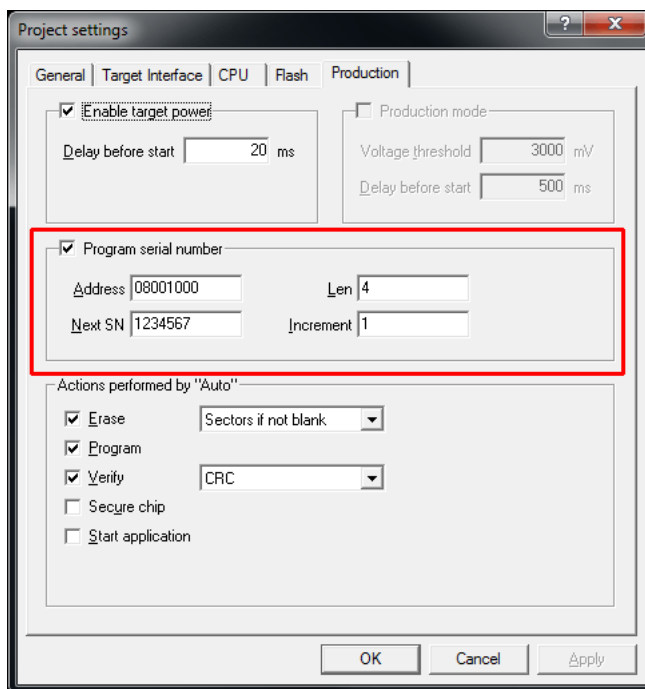 Project settings
General Target Interface CPU Flash Production
Enable target power
Delay before start 20 ms
Production mode
Voltage threshold 3000 mV
Delay before start 500 ms
Program serial number
Address 08001000 Len 4
Next SN 1234567 Increment 1
Actions performed by "Auto"
Erase Sectors if not blank
Program
Verify CRC
Secure chip
Start application
OK Cancel Apply